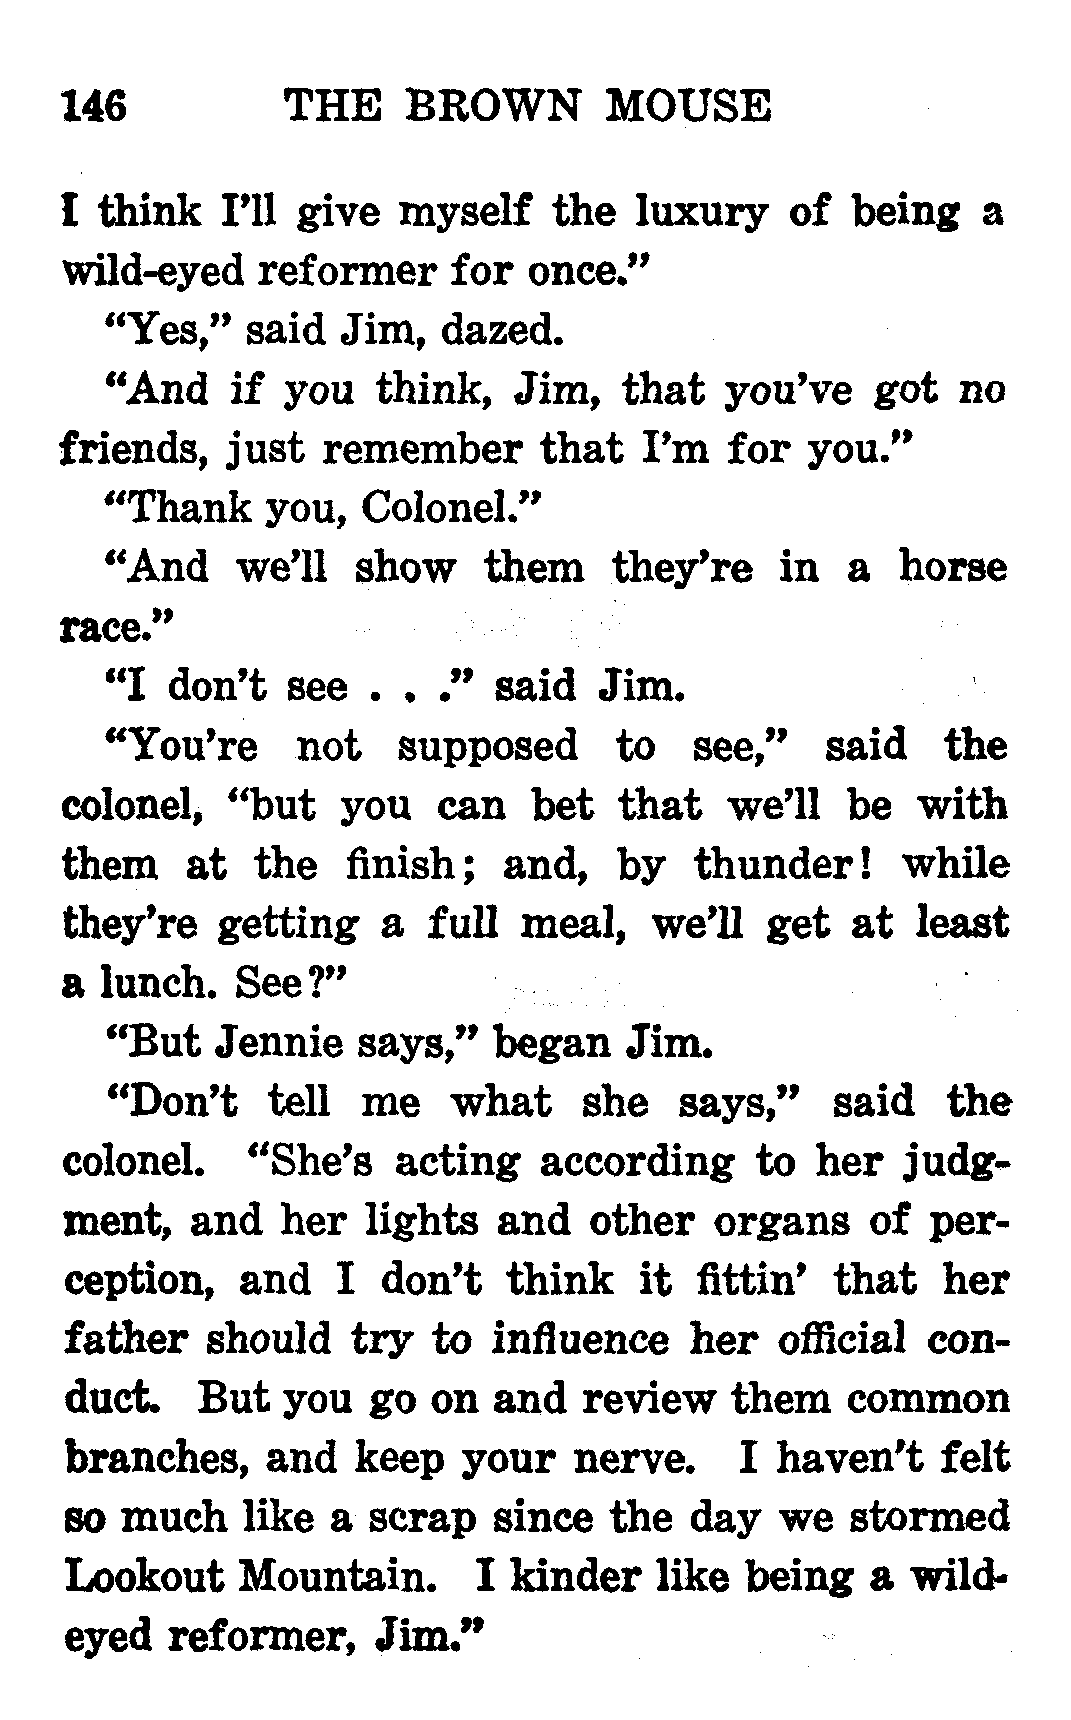 146 THE BROWN MOUSE
I think I'll give myself the luxury of being a
wild-eyed reformer for once."
"Yes," said Jim, dazed.
"And if you think, Jim, that you've got no
friends, just remember that I'm for you."
"Thank you, Colonel."
"And we'll show them they're in a horse
race."
"I don't see . . ." said Jim.
"You're not supposed to see," said the
colonel, "but you can bet that we'll be with
them at the finish; and, by thunder! while
they're getting a full meal, we'll get at least
a lunch. See?"
"But Jennie says," began Jim.
"Don't tell me what she says," said the
colonel. "She's acting according to her judg-
ment, and her lights and other organs of per-
ception, and I don't think it fittin' that her
father should try to influence her official con-
duct. But you go on and review them common
branches, and keep your nerve. I haven't felt
so much like a scrap since the day we stormed
Lookout Mountain. I kinder like being a wild-
eyed reformer, Jim."